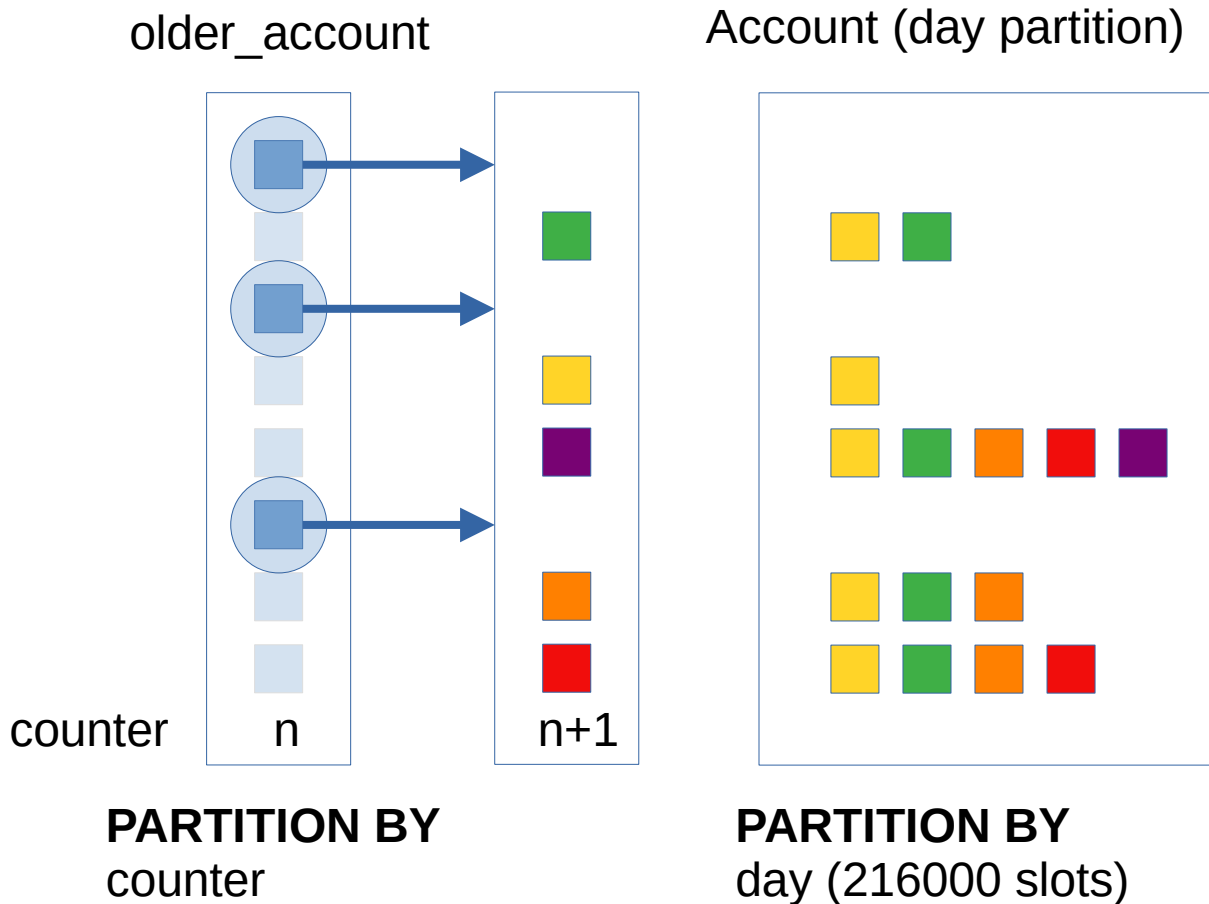 older_account
Account (day partition)
counter
n
n+1
PARTITION BY
counter
PARTITION BY
day (216000 slots)